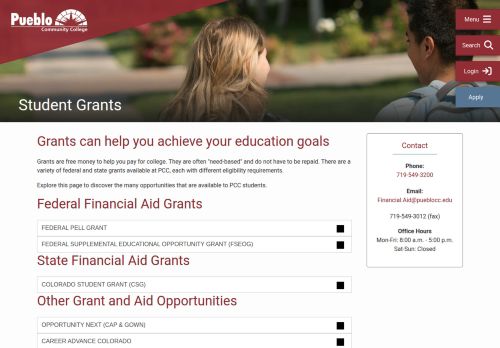 Pueblo
Community College
Menu
Search
Login
Apply
Student Grants
Grants can help you achieve your education goals
Grants are free money to help you pay for college. They are often "need-based" and do not have to be repaid. There are a
variety of federal and state grants available at PCC, each with different eligibility requirements.
Explore this page to discover the many opportunities that are available to PCC students.
Federal Financial Aid Grants
FEDERAL PELL GRANT
FEDERAL SUPPLEMENTAL EDUCATIONAL OPPORTUNITY GRANT (FSEOG)
State Financial Aid Grants
COLORADO STUDENT GRANT (CSG)
Other Grant and Aid Opportunities
OPPORTUNITY NEXT (CAP & GOWN)
CAREER ADVANCE COLORADO
Contact
Phone:
719-549-3200
Email:
Financial.Aid@pueblocc.edu
719-549-3012 (fax)
Office Hours
Mon-Fri: 8:00 a.m. - 5:00 p.m.
Sat-Sun: Closed